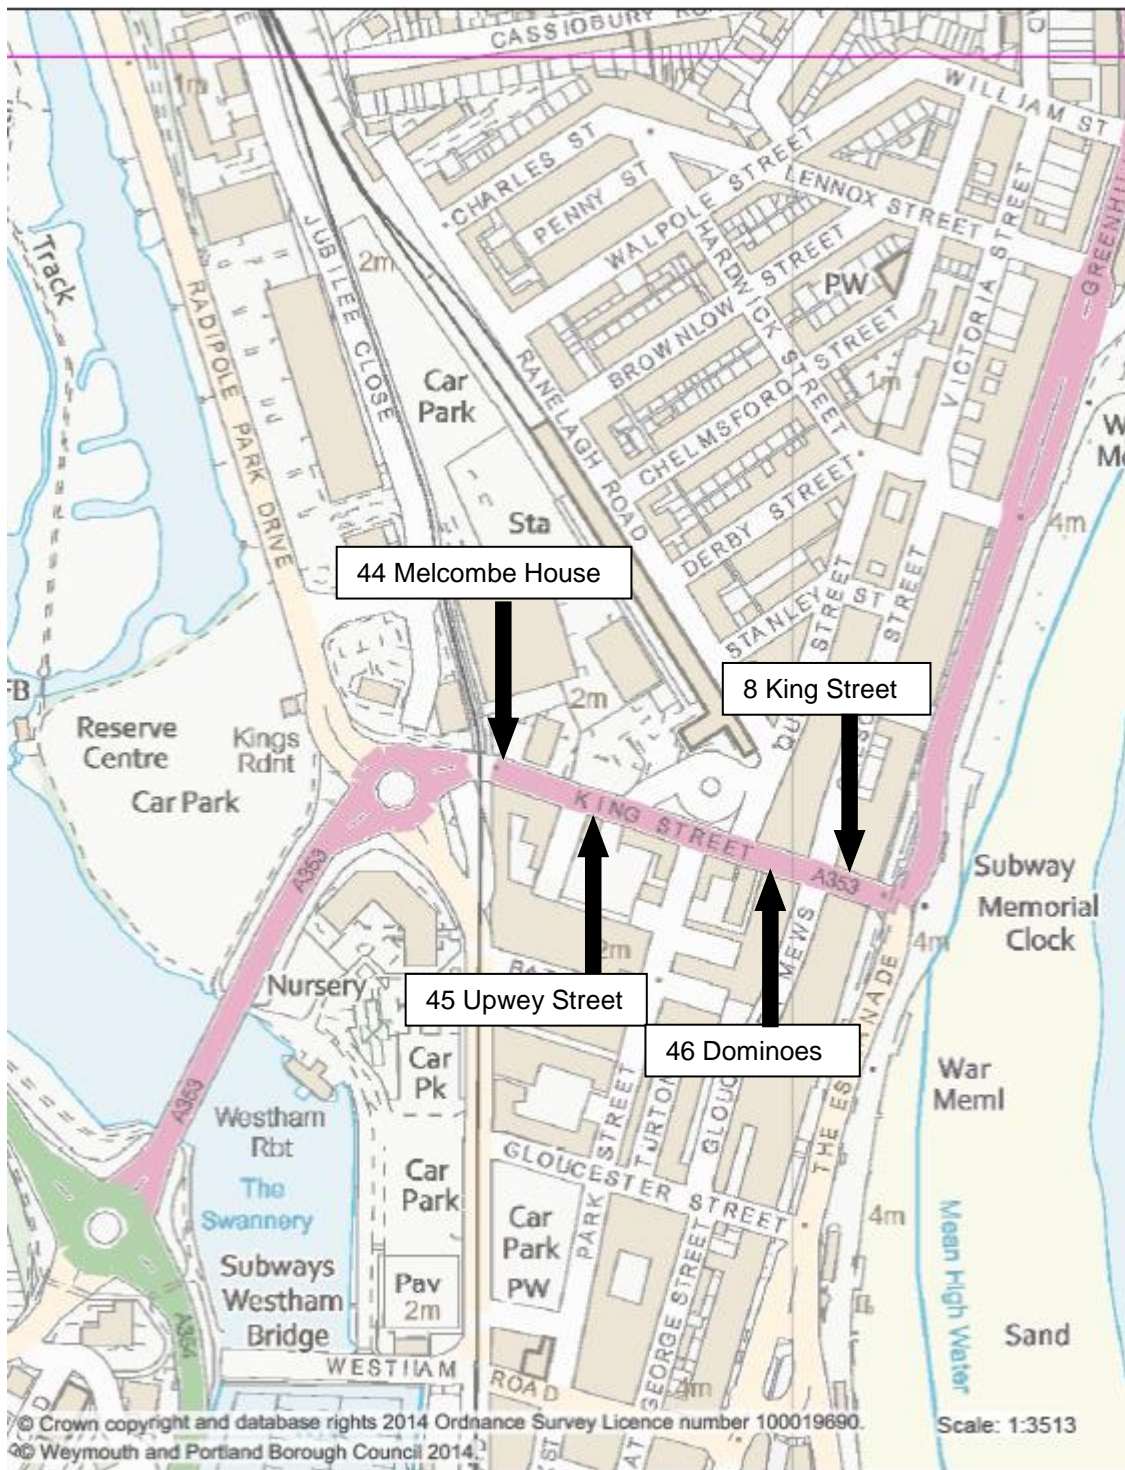 CASSIOBURY
WILLIAM ST
1m
CHARLES ST
PENNY ST
WALPOLE STREET
LENNOX STREET
GREENHILL
Track
JUBILEE CLOSE
2m
HARDWICK STREET
PW
VICTORIA STREET
RADIPOLE PARK DRIVE
BROWNLOW STREET
Car
Park
RANELAGH ROAD
CHELMSFORD STREET
1m
Sta
DERBY STREET
4m
44 Melcombe House
STANLEY ST
STREET
STREET
8 King Street
FB
2m
Reserve
Centre
Kings
Rdnt
Car Park
KING STREET
A353
A353
Subway
Memorial
Clock
4m
MEWS
Nursery
2m
45 Upwey Street
46 Dominoes
THE ES
NADE
Car
Pk
War
Meml
A353
Westham
Rbt
The
Swannery
PARK STREET
TURTON
GLOUC
GLOUCESTER STREET
Car
Park
Car
Park
PW
4m
Mean High Water
Subways
Westham
Bridge
Pav
2m
GEORGE STREET
Sand
A354
WESTHAM
ROAD
4m
© Crown copyright and database rights 2014 Ordnance Survey Licence number 100019690.
Scale: 1:3513
© Weymouth and Portland Borough Council 2014.